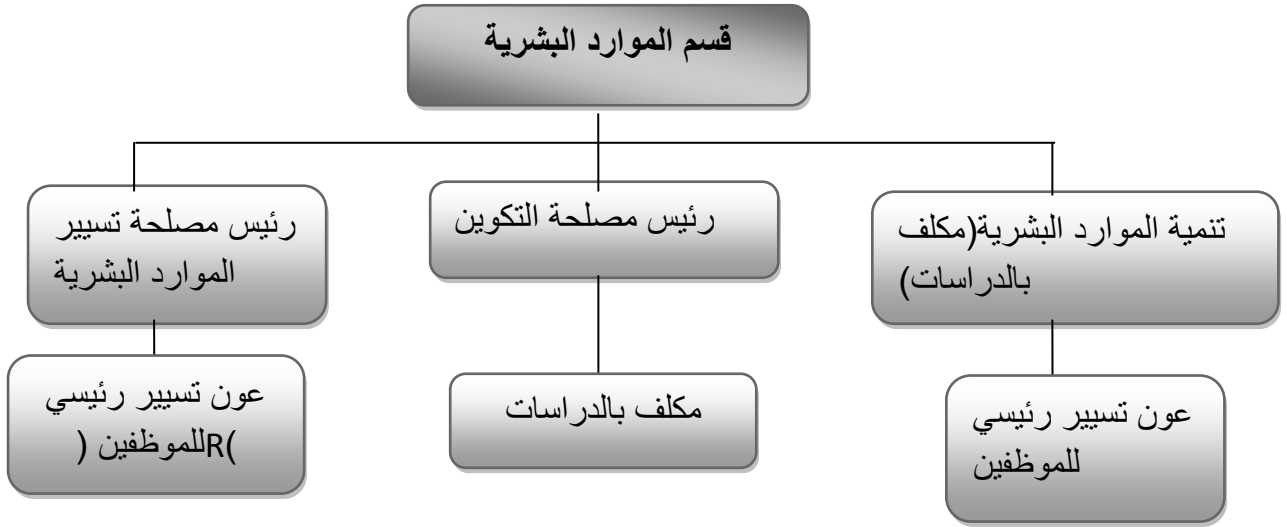 قسم الموارد البشرية
تنمية الموارد البشرية(مكلف
بالدراسات)
رئيس مصلحة التكوين
رئيس مصلحة تسيير
الموارد البشرية
عون تسيير رئيسي
للموظفين
مكلف بالدراسات
عون تسيير رئيسي
)Rللموظفين (